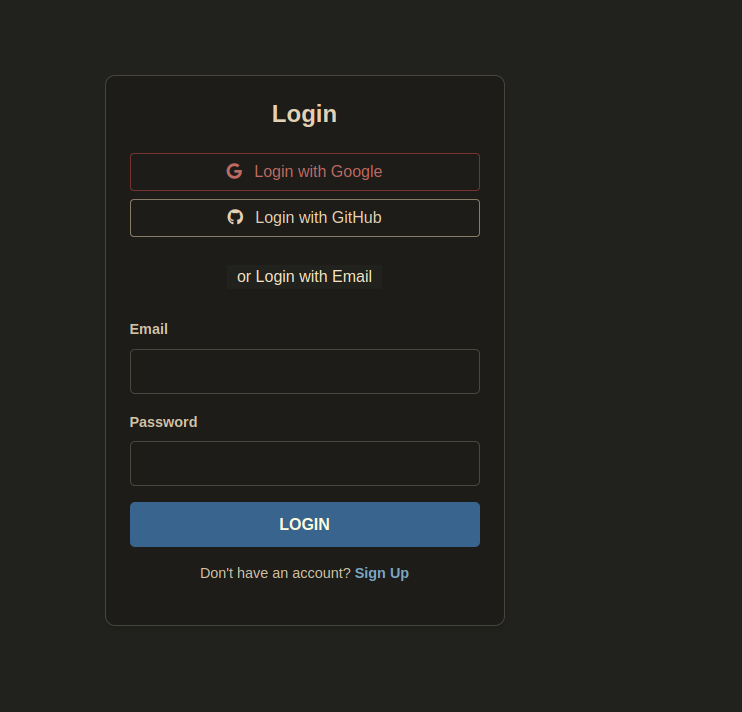 Login
Login with Google
Login with GitHub
or Login with Email
Email
Password
LOGIN
Don't have an account? Sign Up